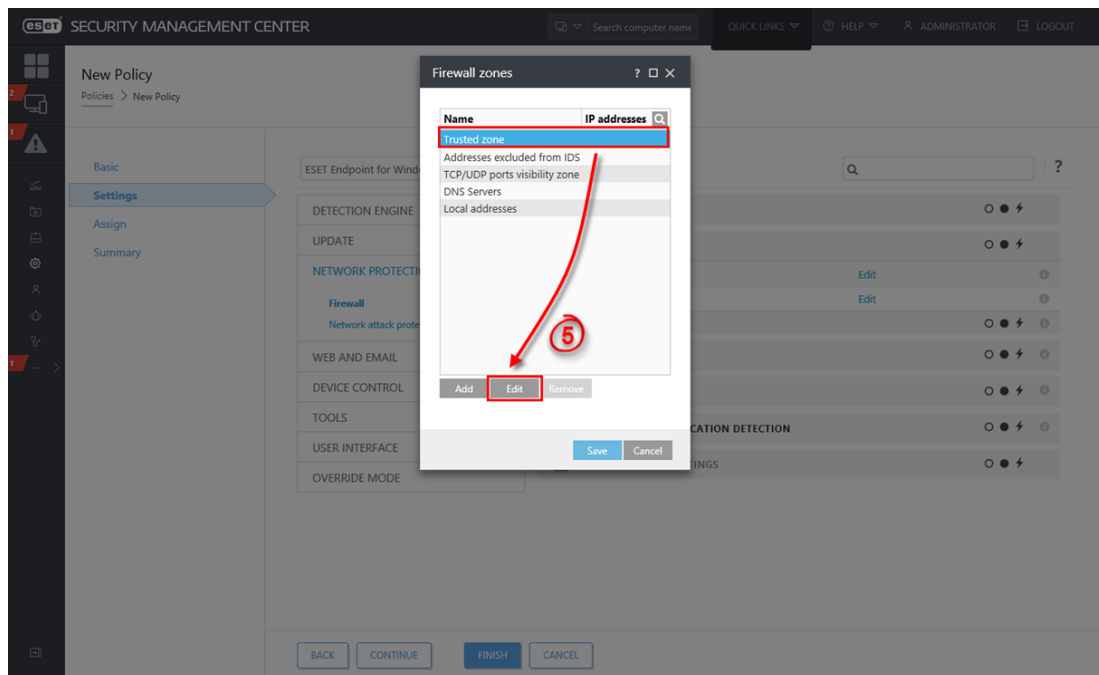 eset SECURITY MANAGEMENT CENTER
Search computer name
QUICK LINKS
? HELP
ADMINISTRATOR
LOGOUT
New Policy
Policies > New Policy
2
1
1
Basic
Settings
Assign
Summary
ESET Endpoint for Wind
?
DETECTION ENGINE
UPDATE
NETWORK PROTECTI
Firewall
Network attack prote
WEB AND EMAIL
DEVICE CONTROL
TOOLS
USER INTERFACE
OVERRIDE MODE
Edit
Edit
CATION DETECTION
TINGS
Firewall zones ?
Name IP addresses
Trusted zone
Addresses excluded from IDS
TCP/UDP ports visibility zone
DNS Servers
Local addresses
5
Add Edit Remove
Save Cancel
BACK CONTINUE FINISH CANCEL